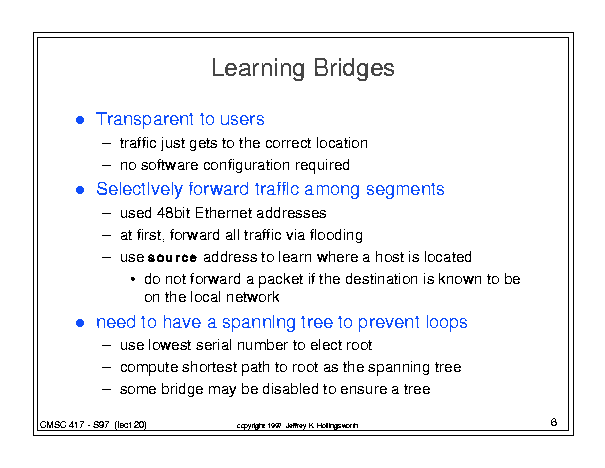 Learning Bridges
● Transparent to users
– traffic just gets to the correct location
– no software configuration required
● Selectively forward traffic among segments
– used 48bit Ethernet addresses
– at first, forward all traffic via flooding
– use source address to learn where a host is located
• do not forward a packet if the destination is known to be
on the local network
● need to have a spanning tree to prevent loops
– use lowest serial number to elect root
– compute shortest path to root as the spanning tree
– some bridge may be disabled to ensure a tree
CMSC 417 - S97 (lect 20)
copyright 1997 Jeffrey K. Hollingsworth
6